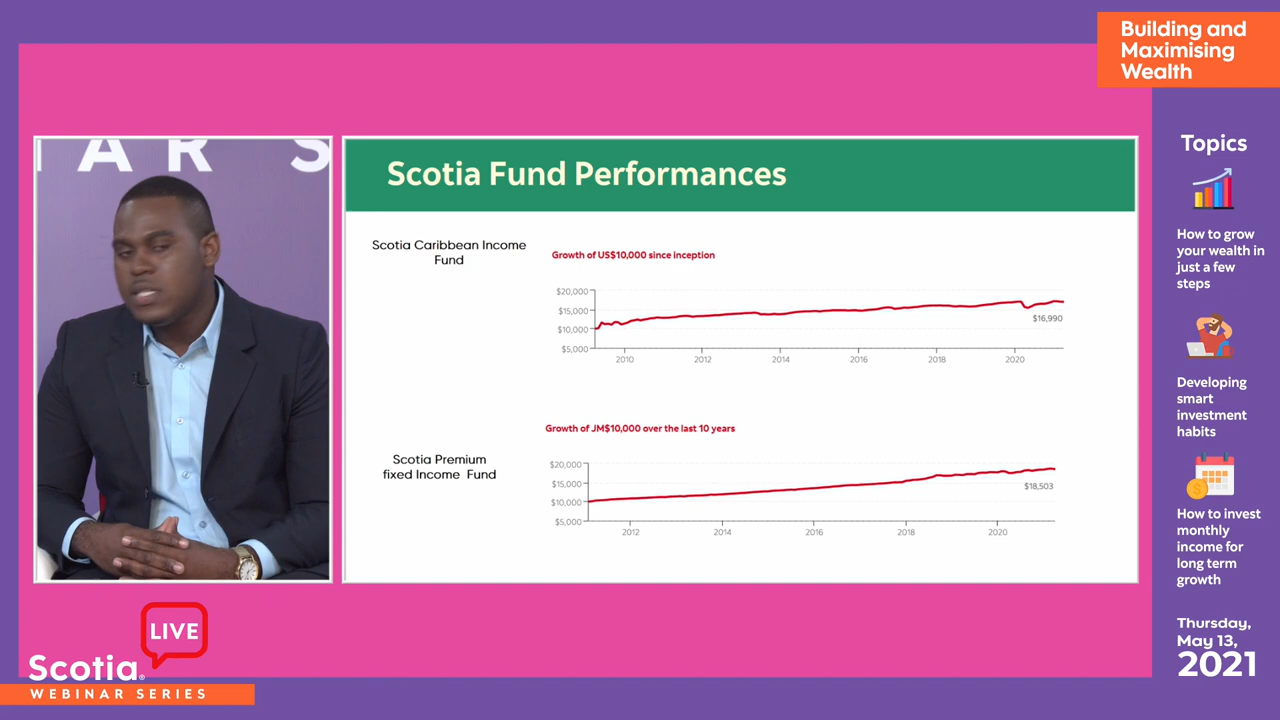 Building and
Maximising
Wealth
AR S
Scotia Fund Performances
Scotia Caribbean Income
Fund
Growth of US$10,000 since inception
$20,000
$15,000
$10,000
$5,000
$16,990
2010 2012 2014 2016 2018 2020
Growth of JM$10,000 over the last 10 years
Scotia Premium
fixed Income Fund
$20,000
$15,000
$10,000
$5,000
$18,503
2012 2014 2016 2018 2020
Topics
How to grow
your wealth in
just a few
steps
Developing
smart
investment
habits
How to invest
monthly
income for
long term
growth
Thursday,
May 13,
2021
LIVE
Scotia®
WEBINAR SERIES